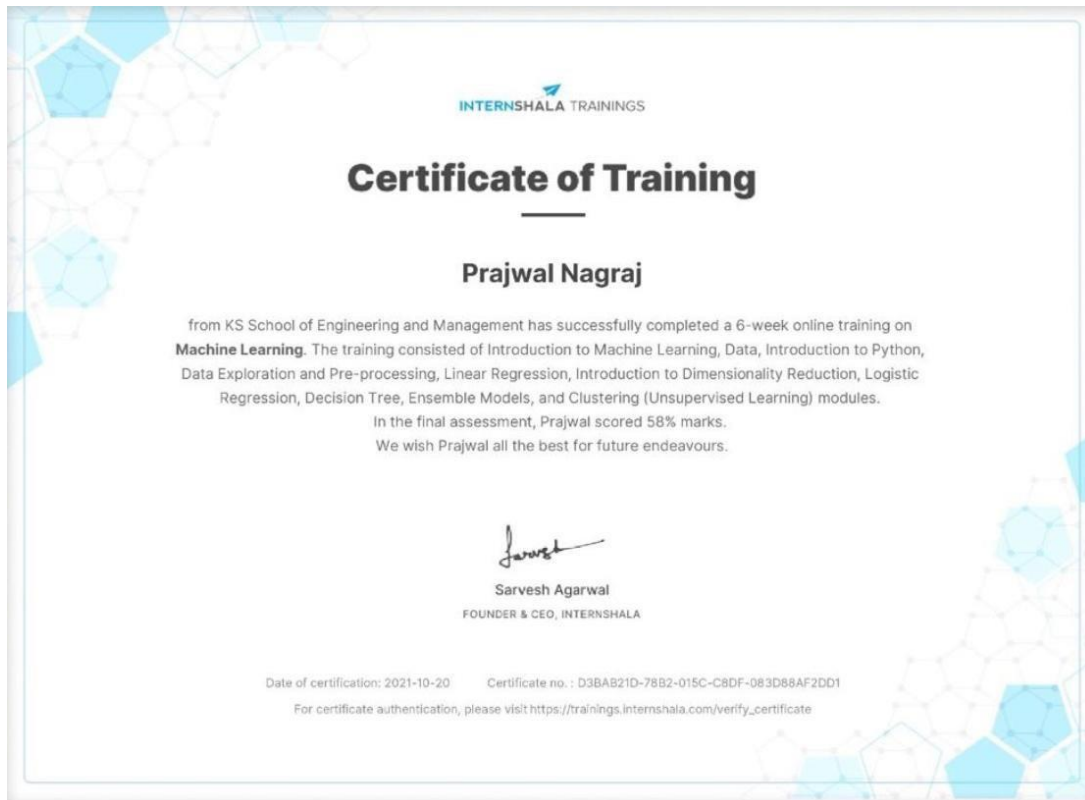 INTERNSHALA TRAININGS
Certificate of Training
Prajwal Nagraj
from KS School of Engineering and Management has successfully completed a 6-week online training on
Machine Learning. The training consisted of Introduction to Machine Learning, Data, Introduction to Python,
Data Exploration and Pre-processing, Linear Regression, Introduction to Dimensionality Reduction, Logistic
Regression, Decision Tree, Ensemble Models, and Clustering (Unsupervised Learning) modules.
In the final assessment, Prajwal scored 58% marks.
We wish Prajwal all the best for future endeavours.
Sarvesh
Sarvesh Agarwal
FOUNDER & CEO, INTERNSHALA
Date of certification: 2021-10-20 Certificate no. : D3BAB21D-78B2-015C-C8DF-083D88AF2DD1
For certificate authentication, please visit https://trainings.internshala.com/verify_certificate